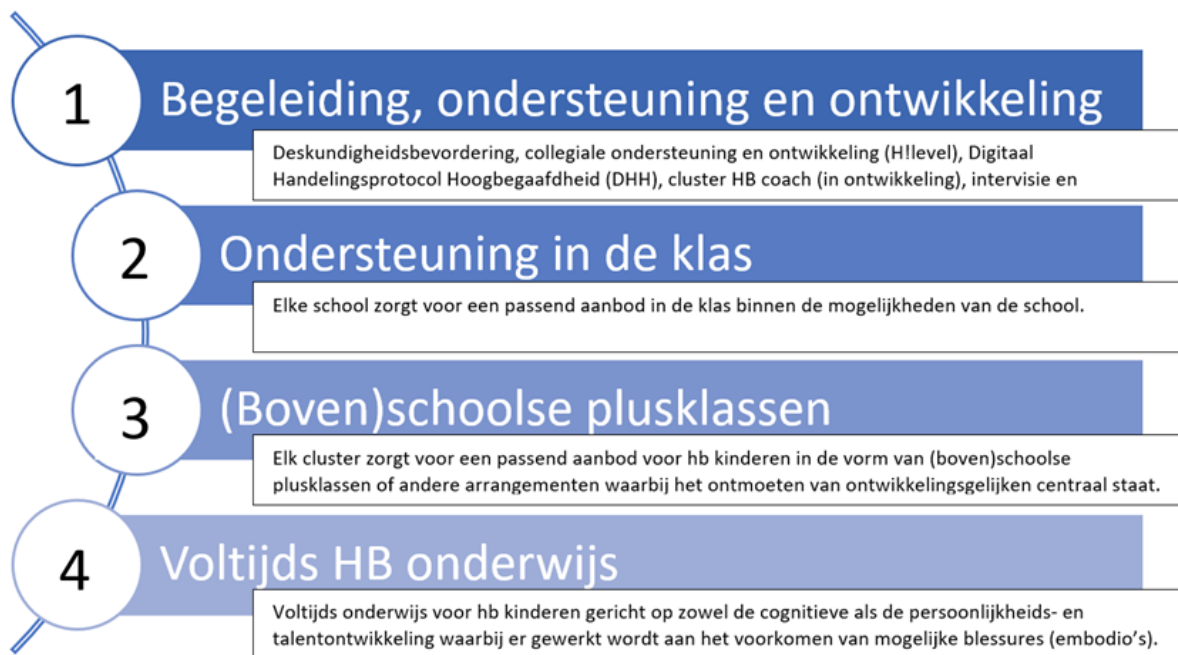 1
Begeleiding, ondersteuning en ontwikkeling
Deskundigheidsbevordering, collegiale ondersteuning en ontwikkeling (H!level), Digitaal
Handelingsprotocol Hoogbegaafdheid (DHH), cluster HB coach (in ontwikkeling), intervisie en
2
Ondersteuning in de klas
Elke school zorgt voor een passend aanbod in de klas binnen de mogelijkheden van de school.
3
(Boven)schoolse plusklassen
Elk cluster zorgt voor een passend aanbod voor hb kinderen in de vorm van (boven)schoolse
plusklassen of andere arrangementen waarbij het ontmoeten van ontwikkelingsgelijken centraal staat.
4
Voltijds HB onderwijs
Voltijds onderwijs voor hb kinderen gericht op zowel de cognitieve als de persoonlijkheids- en
talentontwikkeling waarbij er gewerkt wordt aan het voorkomen van mogelijke blessures (embodio’s).